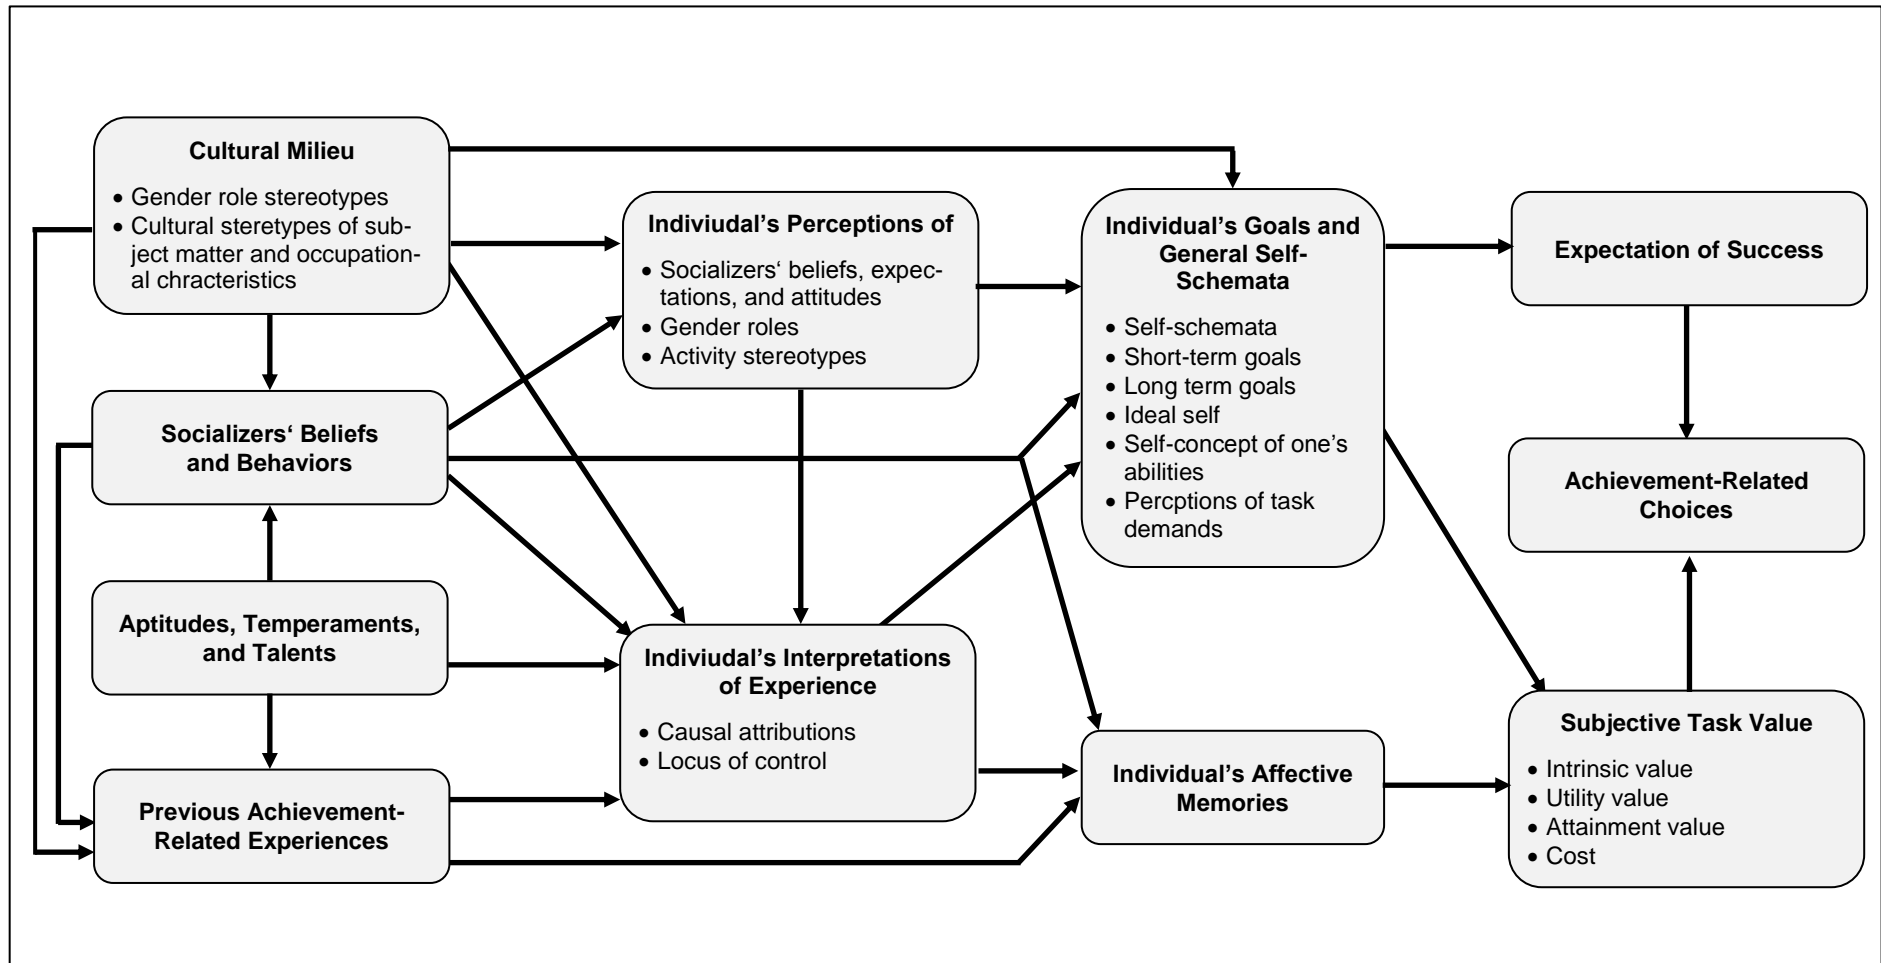 Cultural Milieu
• Gender role stereotypes
• Cultural steretypes of sub-
ject matter and occupation-
al chracteristics
Socializers‘ Beliefs
and Behaviors
Aptitudes, Temperaments,
and Talents
Previous Achievement-
Related Experiences
Indiviudal’s Perceptions of
• Socializers‘ beliefs, expec-
tations, and attitudes
• Gender roles
• Activity stereotypes
Indiviudal’s Interpretations
of Experience
• Causal attributions
• Locus of control
Individual’s Goals and
General Self-
Schemata
• Self-schemata
• Short-term goals
• Long term goals
• Ideal self
• Self-concept of one’s
abilities
• Percptions of task
demands
Individual’s Affective
Memories
Expectation of Success
Achievement-Related
Choices
Subjective Task Value
• Intrinsic value
• Utility value
• Attainment value
• Cost